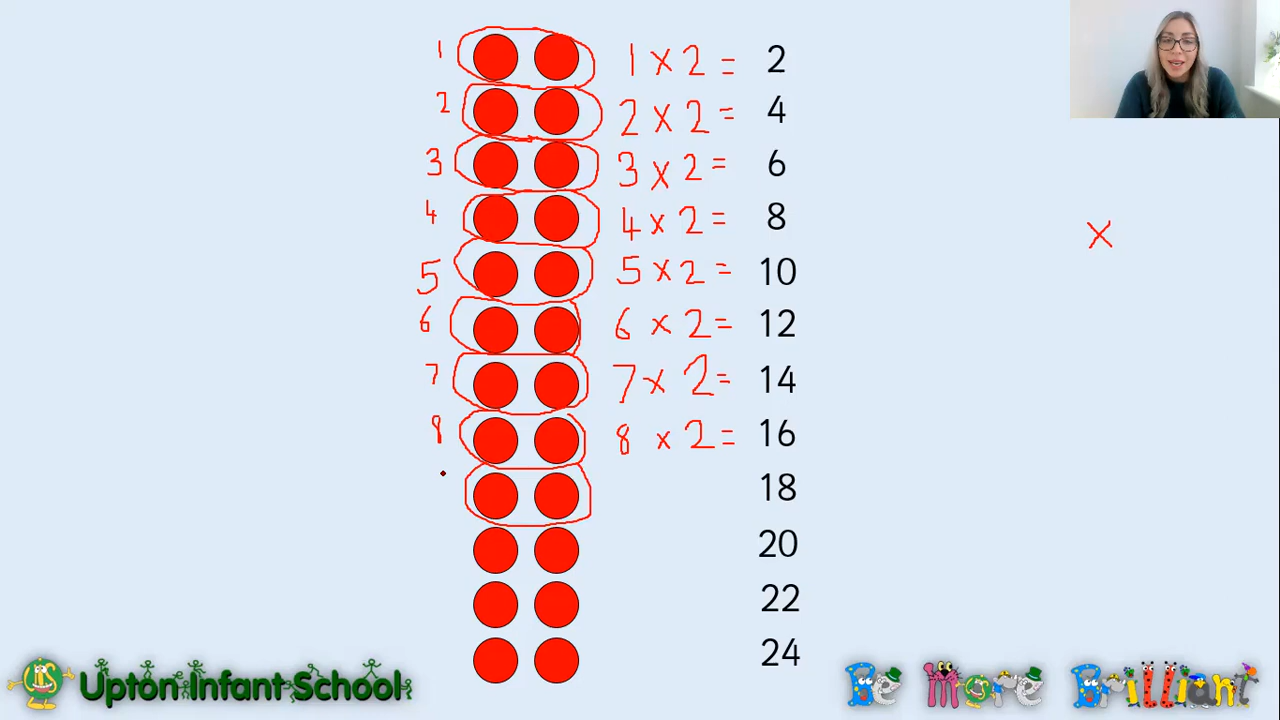 1 1 x 2 = 2
2 2 x 2 = 4
3 3 x 2 = 6
4 4 x 2 = 8
5 5 x 2 = 10
6 6 x 2 = 12
7 7 x 2 = 14
8 8 x 2 = 16
18
20
22
24
x
Upton Infant School
Be More Brilliant